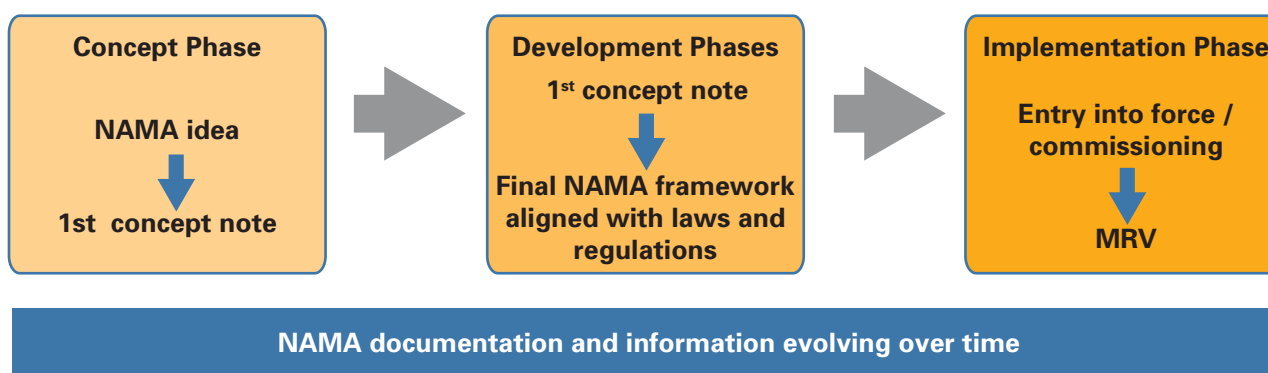 Concept Phase
NAMA idea
1st concept note
Development Phases
1st concept note
Final NAMA framework
aligned with laws and
regulations
Implementation Phase
Entry into force /
commissioning
MRV
NAMA documentation and information evolving over time